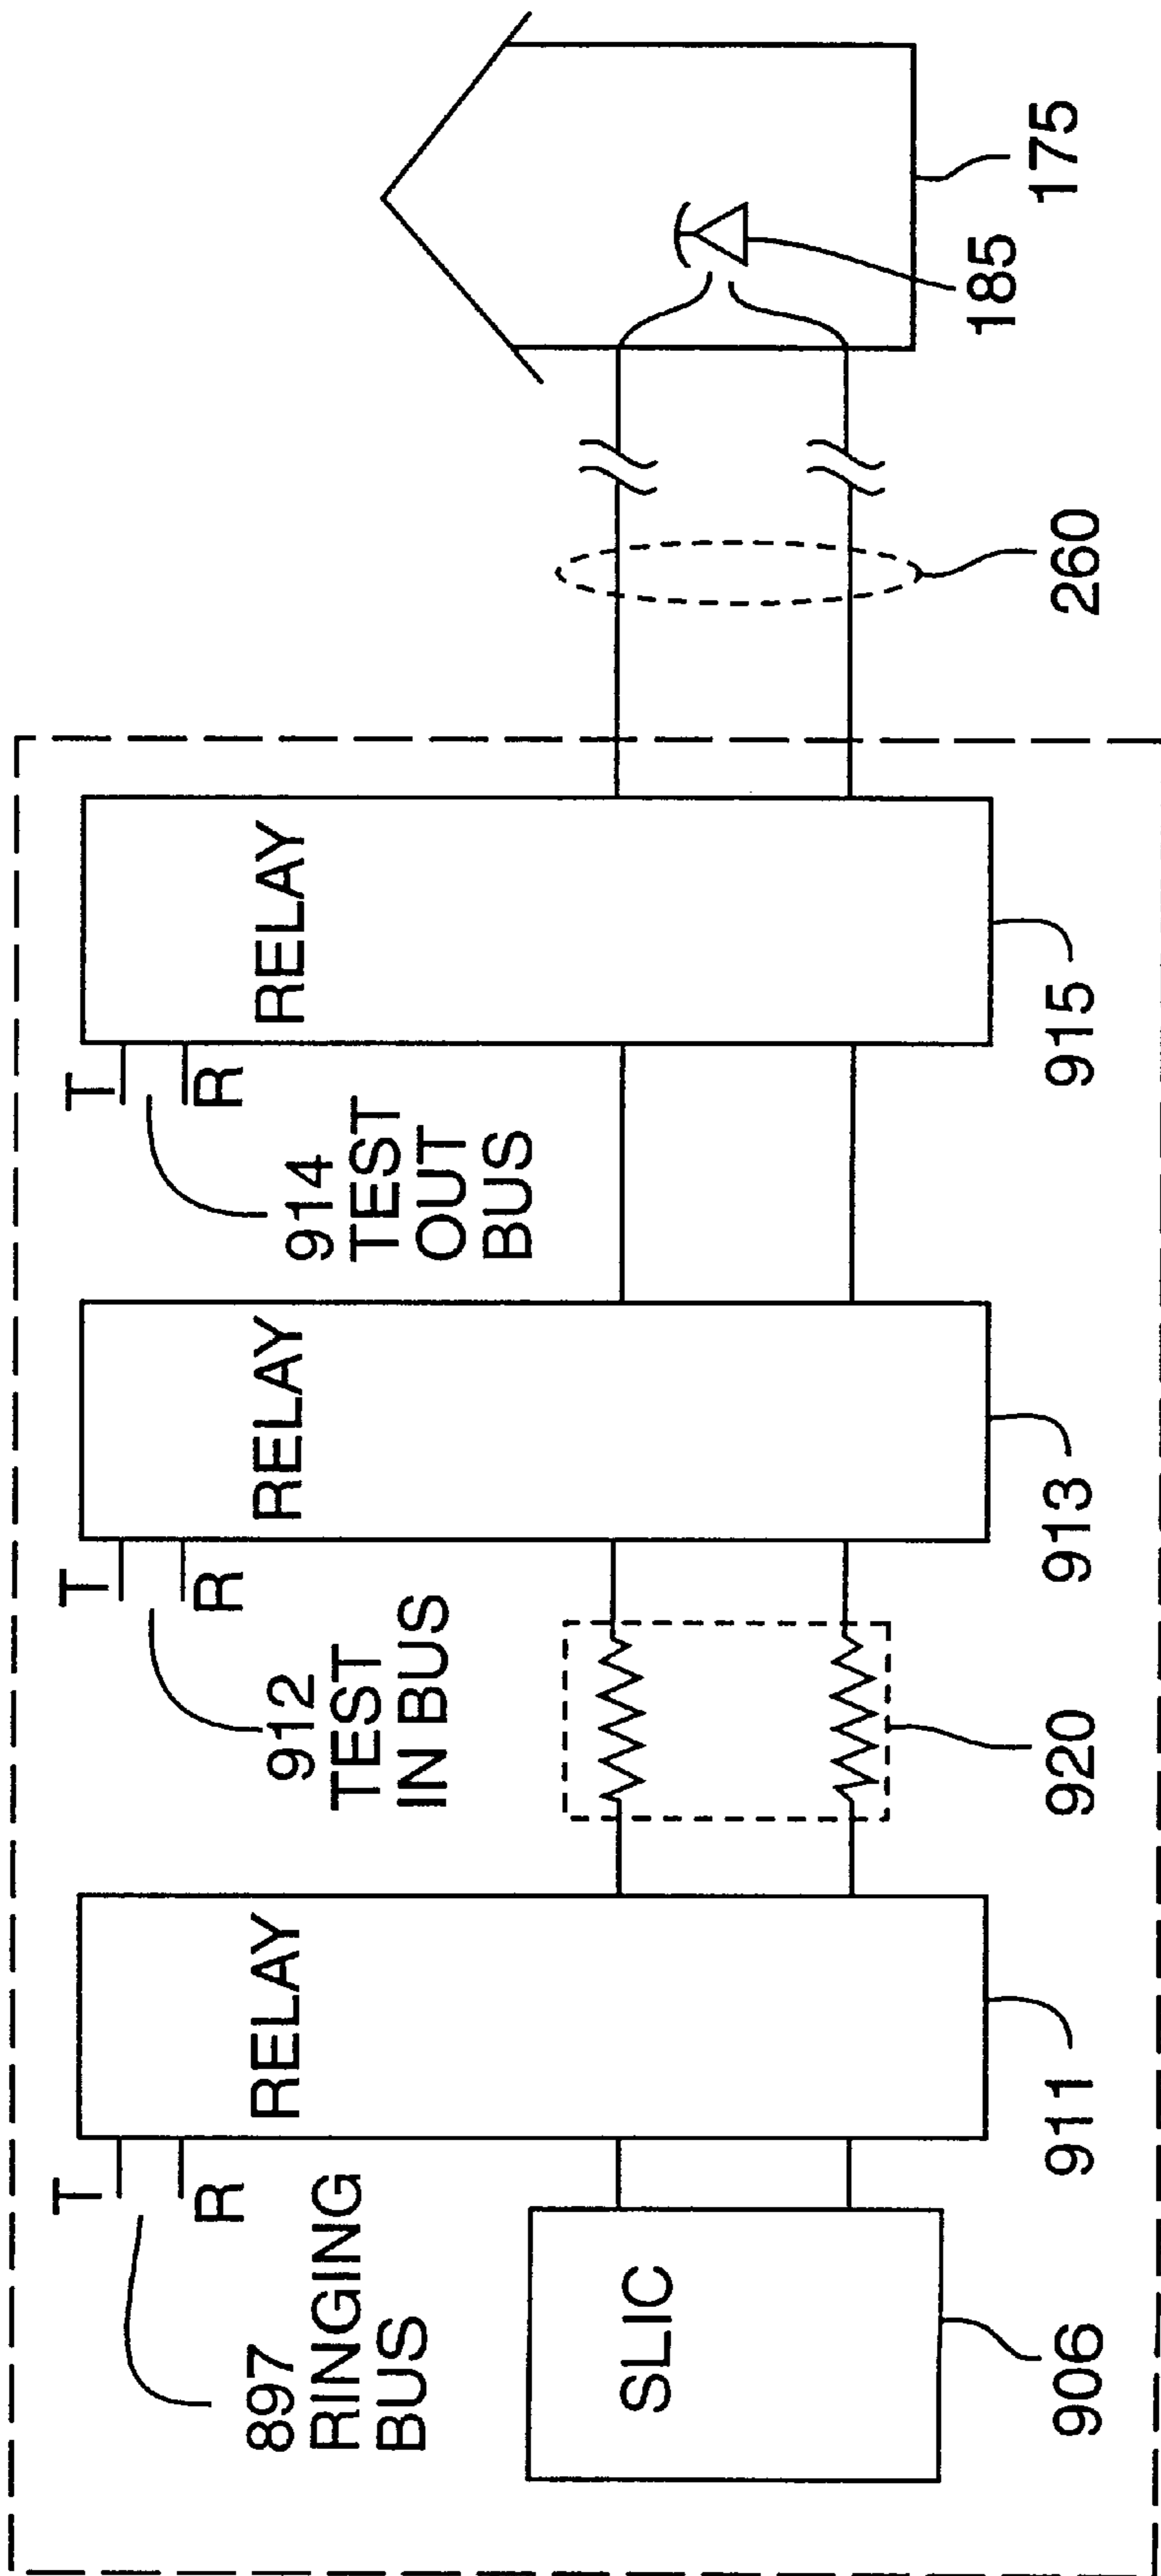 T
R
897
RINGING
BUS
RELAY
SLIC
906
911
T
R
912
TEST
IN BUS
RELAY
920
913
T
R
914
TEST
OUT
BUS
RELAY
915
260
185
175